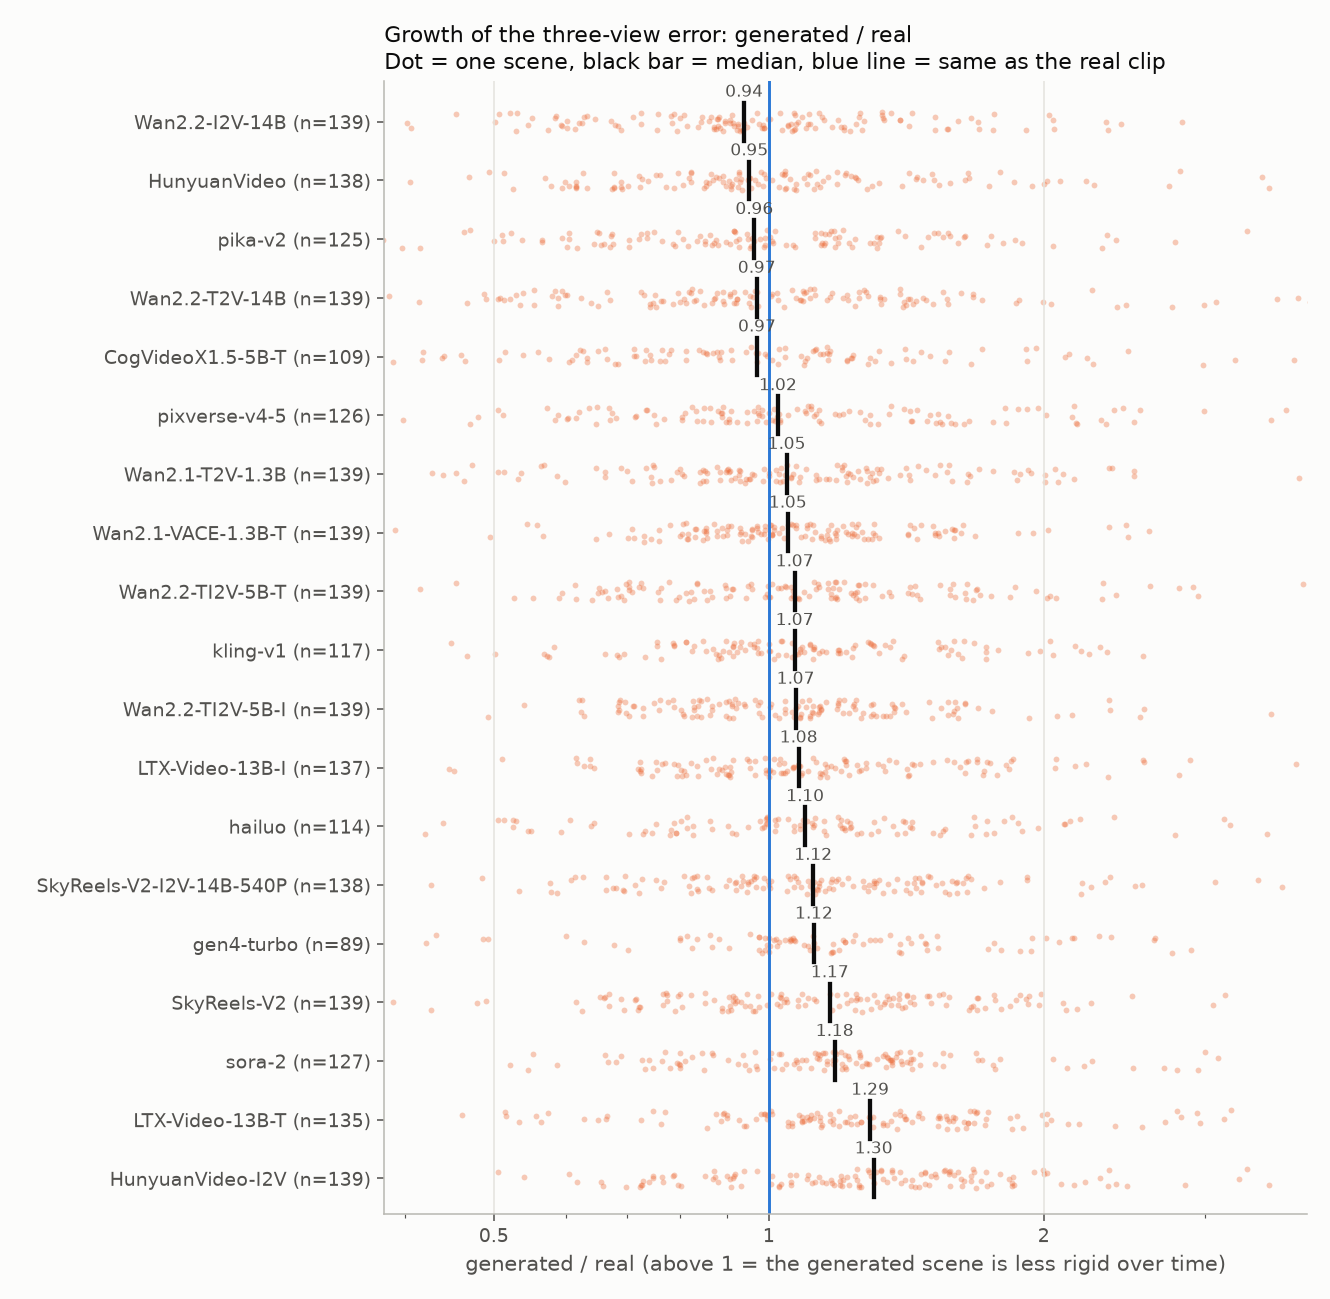 Growth of the three-view error: generated / real
Dot = one scene, black bar = median, blue line = same as the real clip
0.94
Wan2.2-I2V-14B (n=139)
0.95
HunyuanVideo (n=138)
0.96
pika-v2 (n=125)
0.97
Wan2.2-T2V-14B (n=139)
0.97
CogVideoX1.5-5B-T (n=109)
1.02
pixverse-v4-5 (n=126)
1.05
Wan2.1-T2V-1.3B (n=139)
1.05
Wan2.1-VACE-1.3B-T (n=139)
1.07
Wan2.2-TI2V-5B-T (n=139)
1.07
kling-v1 (n=117)
1.07
Wan2.2-TI2V-5B-I (n=139)
1.08
LTX-Video-13B-I (n=137)
1.10
hailuo (n=114)
1.12
SkyReels-V2-I2V-14B-540P (n=138)
1.12
gen4-turbo (n=89)
1.17
SkyReels-V2 (n=139)
1.18
sora-2 (n=127)
1.29
LTX-Video-13B-T (n=135)
1.30
HunyuanVideo-I2V (n=139)
0.5 1 2
generated / real (above 1 = the generated scene is less rigid over time)